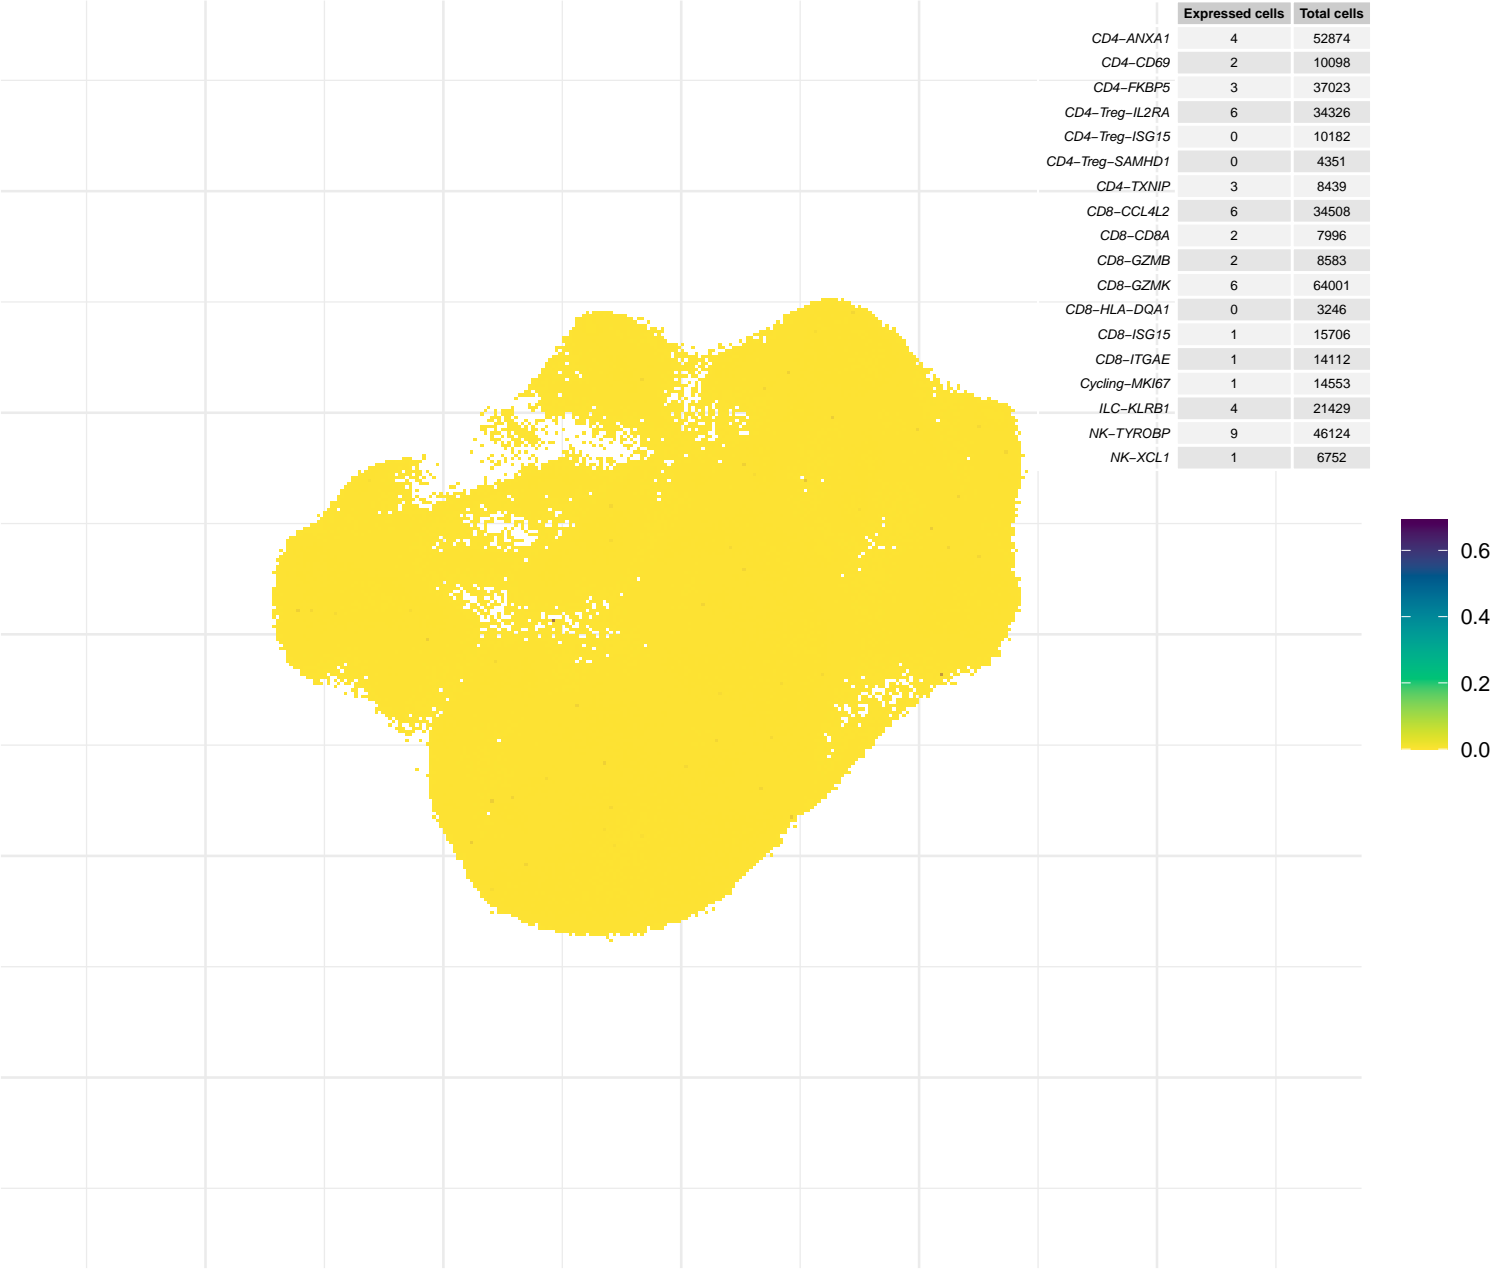 Expressed cells Total cells
CD4−ANXA1 4 52874
CD4−CD69 2 10098
CD4−FKBP5 3 37023
CD4−Treg−IL2RA 6 34326
CD4−Treg−ISG15 0 10182
CD4−Treg−SAMHD1 0 4351
CD4−TXNIP 3 8439
CD8−CCL4L2 6 34508
CD8−CD8A 2 7996
CD8−GZMB 2 8583
CD8−GZMK 6 64001
CD8−HLA−DQA1 0 3246
CD8−ISG15 1 15706
CD8−ITGAE 1 14112
Cycling−MKI67 1 14553
ILC−KLRB1 4 21429
NK−TYROBP 9 46124
NK−XCL1 1 6752
0.6
0.4
0.2
0.0